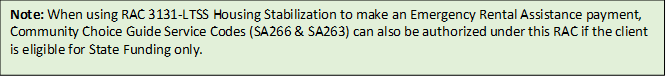 Note: When using RAC 3131-LTSS Housing Stabilization to make an Emergency Rental Assistance payment,
Community Choice Guide Service Codes (SA266 & SA263) can also be authorized under this RAC if the client
is eligible for State Funding only.